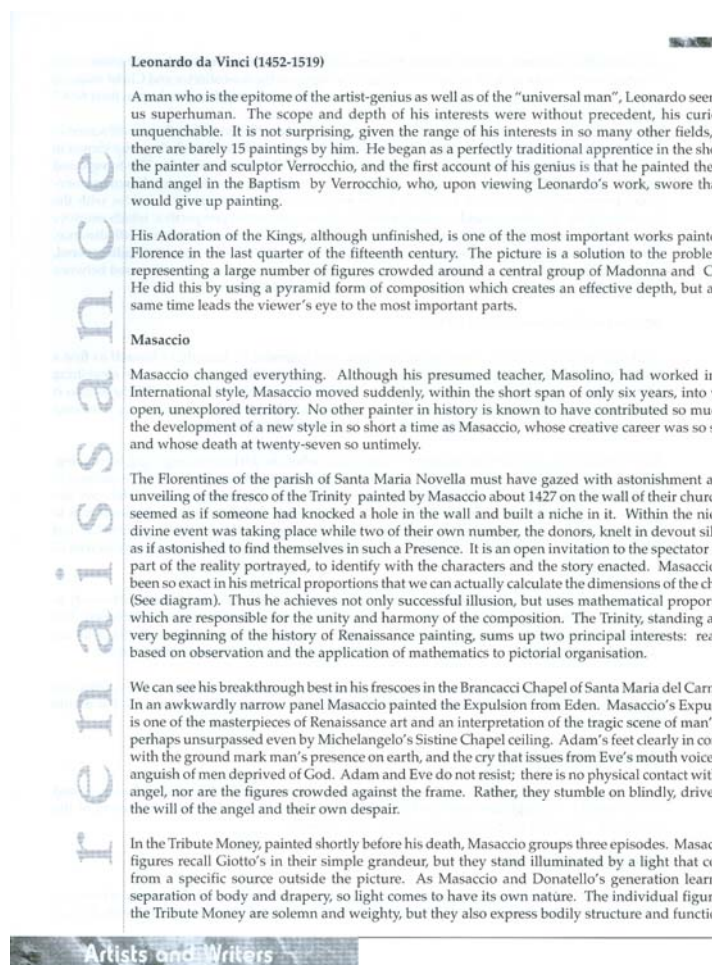 Leonardo da Vinci (1452-1519)
A man who is the epitome of the artist-genius as well as of the “universal man”, Leonardo
us superhuman. The scope and depth of his interests were without precedent, his
unquenchable. It is not surprising, given the range of his interests in so many other fields,
there are barely 15 paintings by him. He began as a perfectly traditional apprentice in the
the painter and sculptor Verrocchio, and the first account of his genius is that he painted the
hand angel in the Baptism by Verrocchio, who, upon viewing Leonardo's work, swore
would give up painting.
His Adoration of the Kings, although unfinished, is one of the most important works
Florence in the last quarter of the fifteenth century. The picture is a solution to the
representing a large number of figures crowded around a central group of Madonna and
He did this by using a pyramid form of composition which creates an effective depth, but
same time leads the viewer's eye to the most important parts.
Masaccio
Masaccio changed everything. Although his presumed teacher, Masolino, had worked
International style, Masaccio moved suddenly, within the short span of only six years, into
open, unexplored territory. No other painter in history is known to have contributed so
the development of a new style in so short a time as Masaccio, whose creative career was so
and whose death at twenty-seven so untimely.
The Florentines of the parish of Santa Maria Novella must have gazed with astonishment
unveiling of the fresco of the Trinity painted by Masaccio about 1427 on the wall of their
seemed as if someone had knocked a hole in the wall and built a niche in it. Within the
divine event was taking place while two of their own number, the donors, knelt in devout
as if astonished to find themselves in such a Presence. It is an open invitation to the spectator
part of the reality portrayed, to identify with the characters and the story enacted.
been so exact in his metrical proportions that we can actually calculate the dimensions of the
(See diagram). Thus he achieves not only successful illusion, but uses mathematical
which are responsible for the unity and harmony of the composition. The Trinity, standing
very beginning of the history of Renaissance painting, sums up two principal interests:
based on observation and the application of mathematics to pictorial organisation.
We can see his breakthrough best in his frescoes in the Brancacci Chapel of Santa Maria del
In an awkwardly narrow panel Masaccio painted the Expulsion from Eden. Masaccio's
is one of the masterpieces of Renaissance art and an interpretation of the tragic scene of
perhaps unsurpassed even by Michelangelo's Sistine Chapel ceiling. Adam's feet clearly in
with the ground mark man's presence on earth, and the cry that issues from Eve's mouth
anguish of men deprived of God. Adam and Eve do not resist; there is no physical contact
angel, nor are the figures crowded against the frame. Rather, they stumble on blindly,
the will of the angel and their own despair.
In the Tribute Money, painted shortly before his death, Masaccio groups three episodes.
figures recall Giotto's in their simple grandeur, but they stand illuminated by a light that
from a specific source outside the picture. As Masaccio and Donatello's generation
separation of body and drapery, so light comes to have its own nature. The individual
the Tribute Money are solemn and weighty, but they also express bodily structure and
renaissance
Artists and Writers